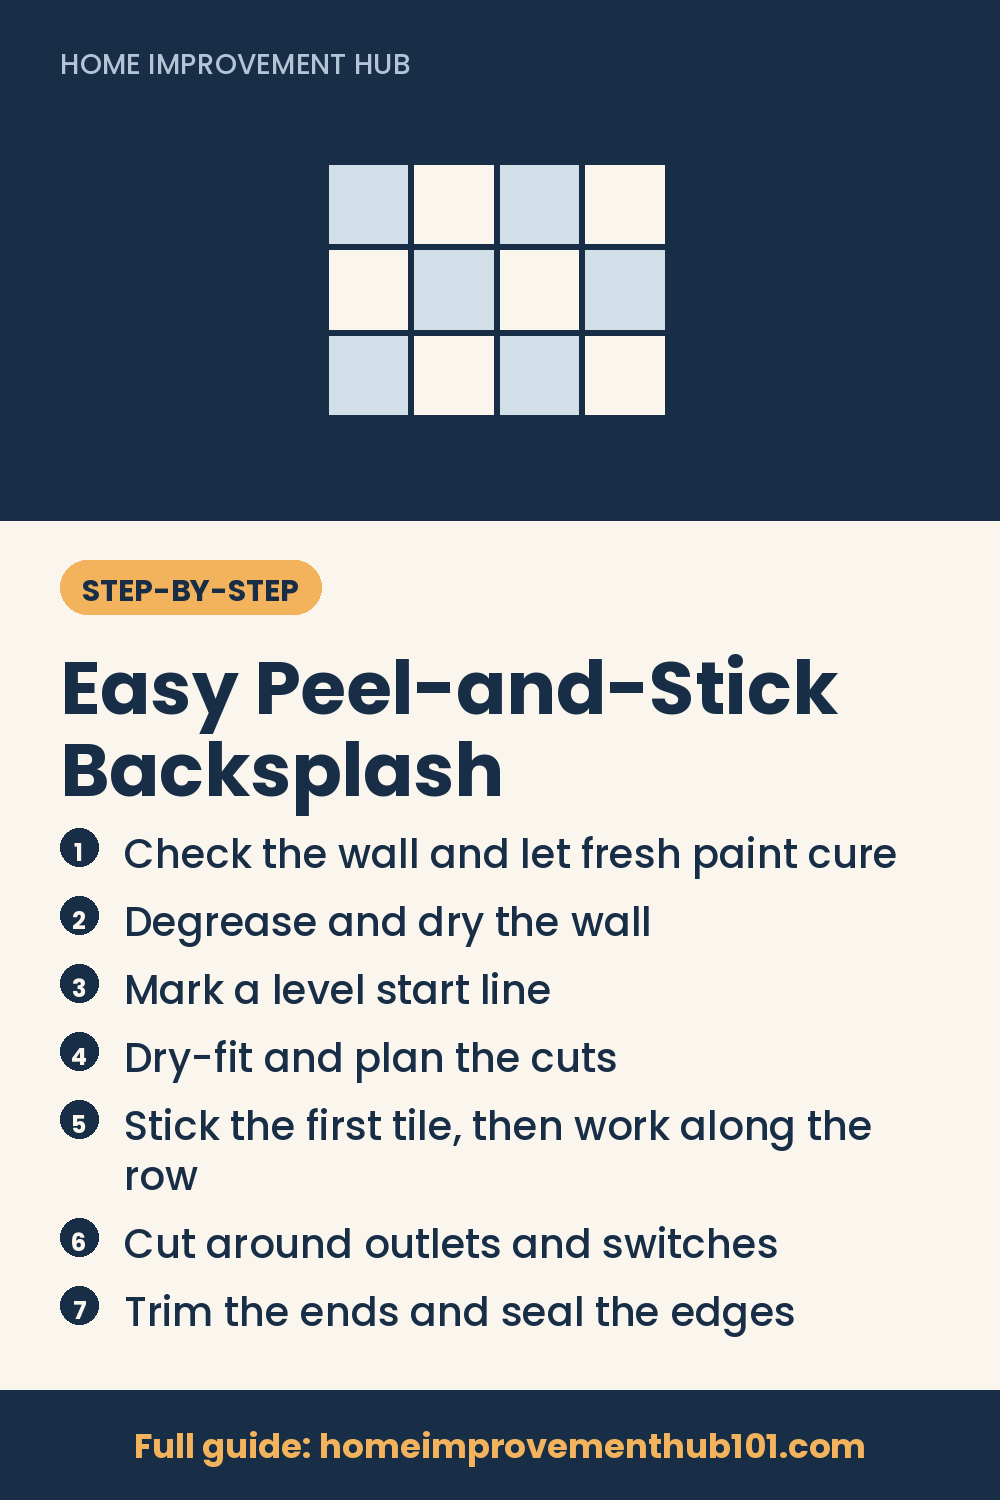 HOME IMPROVEMENT HUB
STEP-BY-STEP
Easy Peel-and-Stick
Backsplash
1 Check the wall and let fresh paint cure
2 Degrease and dry the wall
3 Mark a level start line
4 Dry-fit and plan the cuts
5 Stick the first tile, then work along the
row
6 Cut around outlets and switches
7 Trim the ends and seal the edges
Full guide: homeimprovementhub101.com